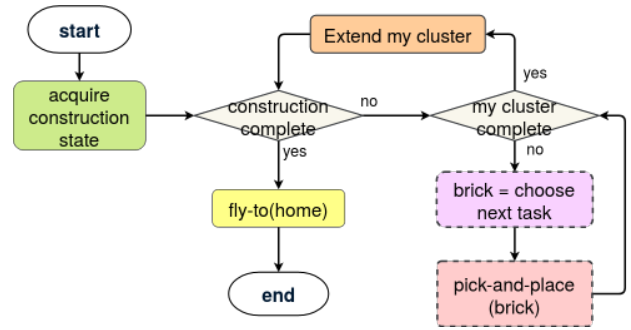 start
acquire
construction
state
Extend my cluster
construction
complete
no
yes
my cluster
complete
yes
no
fly-to(home)
end
brick = choose
next task
pick-and-place
(brick)